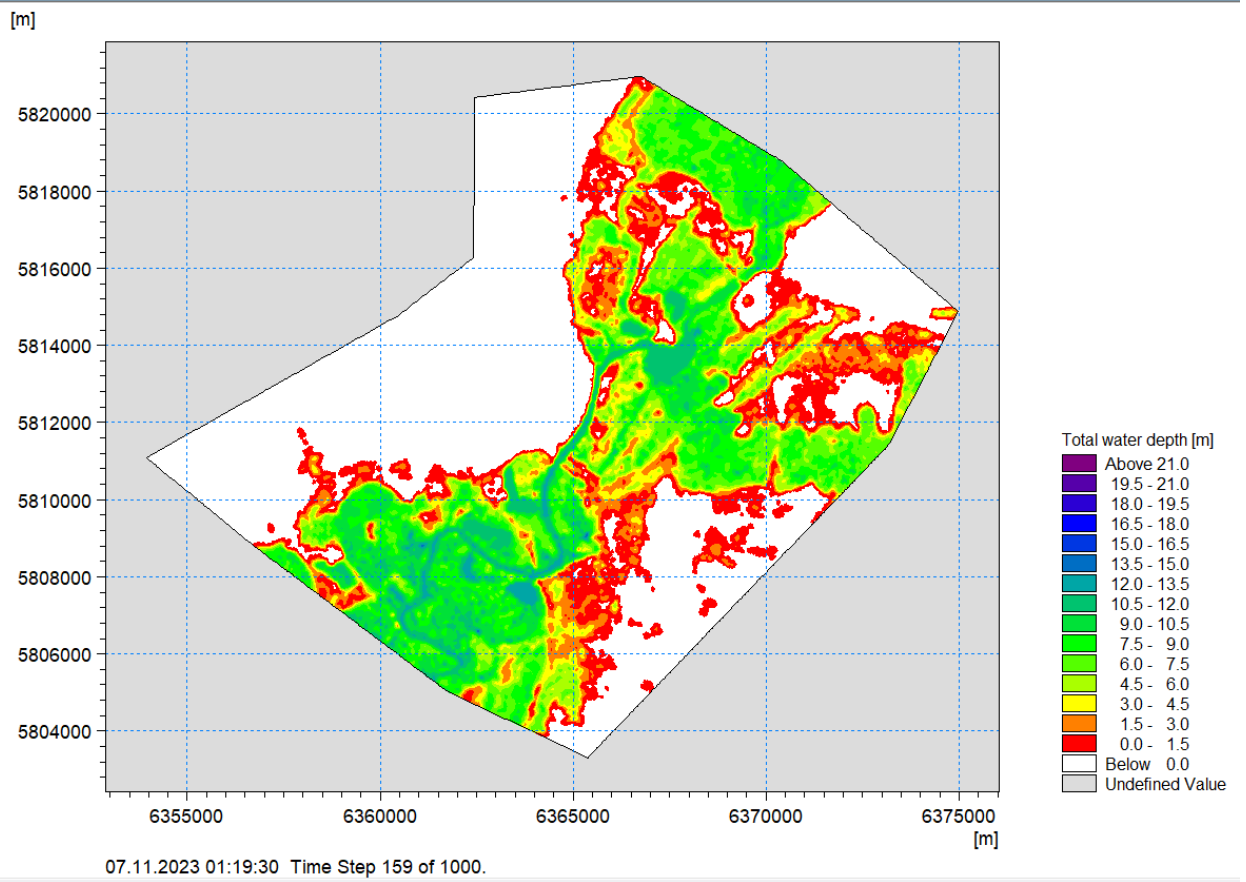 [m]
5820000
5818000
5816000
5814000
5812000
5810000
5808000
5806000
5804000
6355000 6360000 6365000 6370000 6375000
[m]
Total water depth [m]
Above 21.0
19.5 - 21.0
18.0 - 19.5
16.5 - 18.0
15.0 - 16.5
13.5 - 15.0
12.0 - 13.5
10.5 - 12.0
9.0 - 10.5
7.5 - 9.0
6.0 - 7.5
4.5 - 6.0
3.0 - 4.5
1.5 - 3.0
0.0 - 1.5
Below 0.0
Undefined Value
07.11.2023 01:19:30 Time Step 159 of 1000.